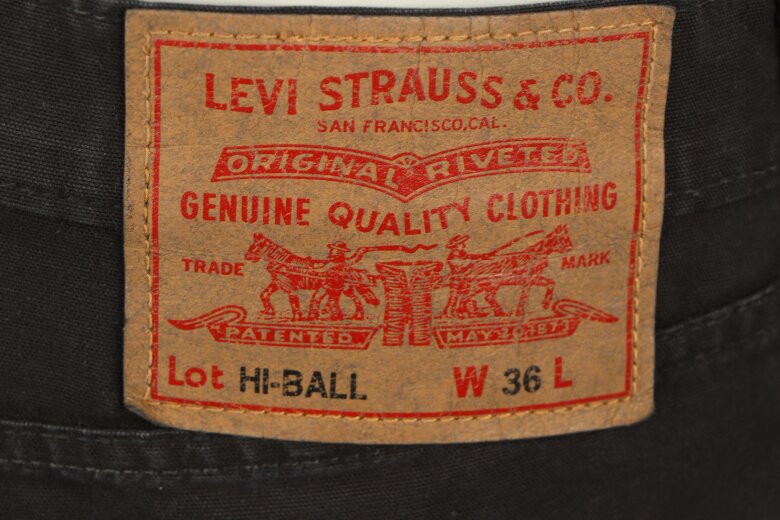 LEVI STRAUSS & CO.
SAN FRANCISCO, CAL.
ORIGINAL RIVETED
GENUINE QUALITY CLOTHING
TRADE MARK
PATENTED MAY 20 1873
Lot HI-BALL W 36 L